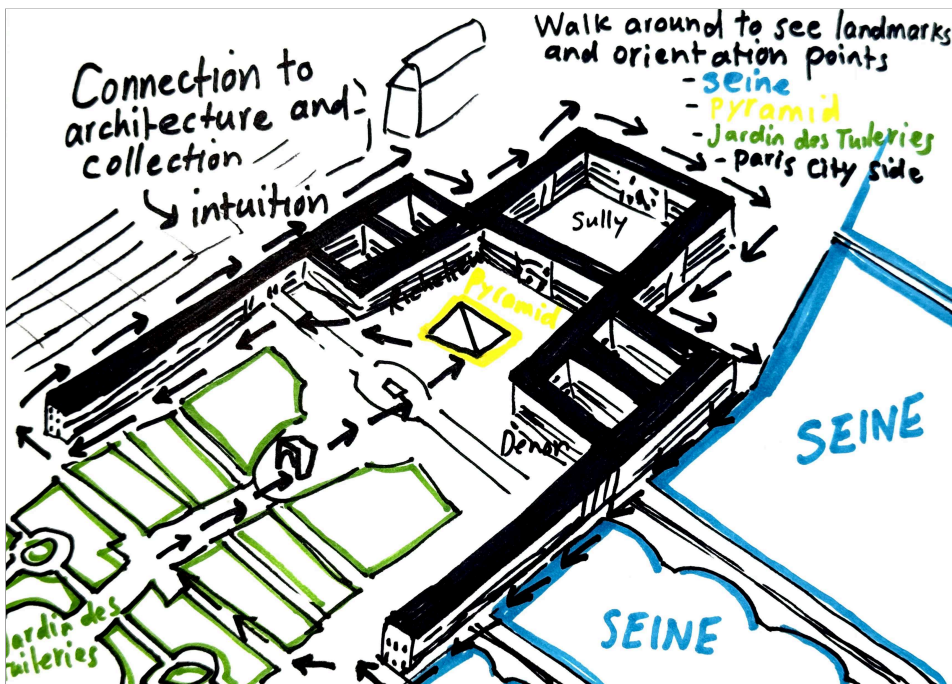 Connection to
architecture and
collection
intuition
Walk around to see landmarks
and orientation points
- Seine
- Pyramid
- Jardin des Tuileries
- Paris City side
Sully
Richelieu
Pyramid
Denon
SEINE
SEINE
Jardin des
Tuileries